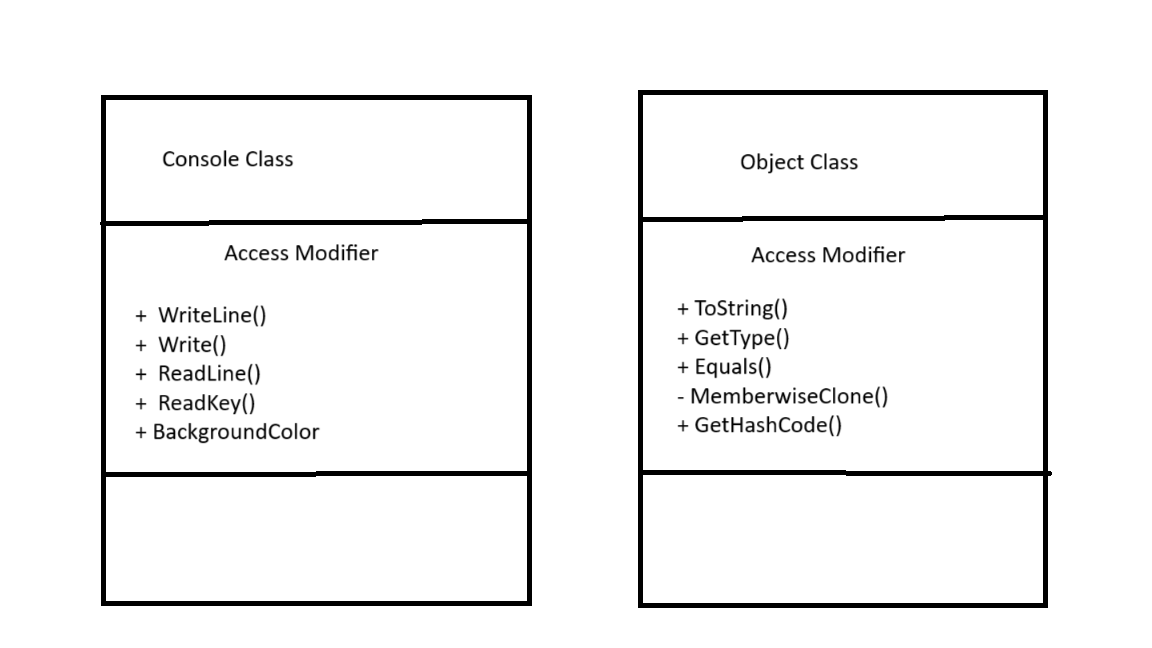 Console Class
Access Modifier
+ WriteLine()
+ Write()
+ ReadLine()
+ ReadKey()
+ BackgroundColor
Object Class
Access Modifier
+ ToString()
+ GetType()
+ Equals()
- MemberwiseClone()
+ GetHashCode()